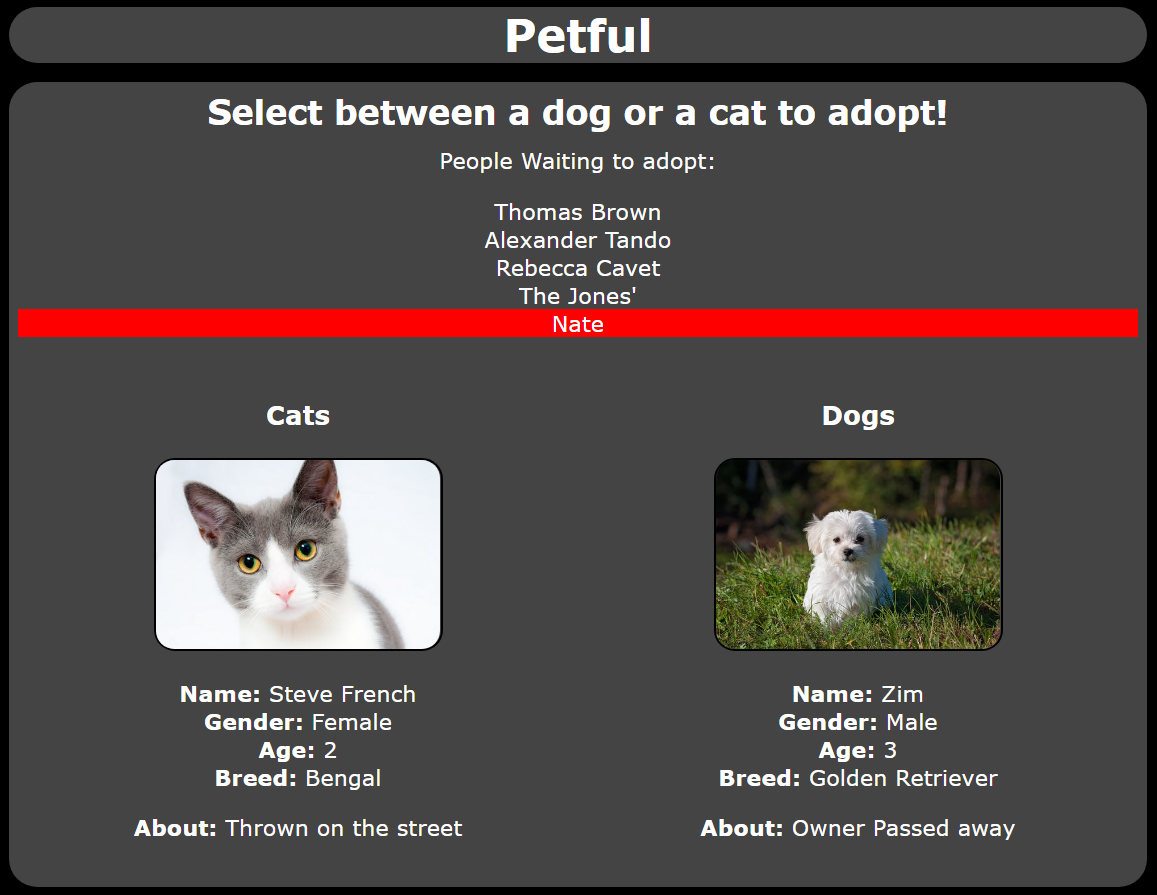 Petful
Select between a dog or a cat to adopt!
People Waiting to adopt:
Thomas Brown
Alexander Tando
Rebecca Cavet
The Jones'
Nate
Cats
Name: Steve French
Gender: Female
Age: 2
Breed: Bengal
About: Thrown on the street
Dogs
Name: Zim
Gender: Male
Age: 3
Breed: Golden Retriever
About: Owner Passed away